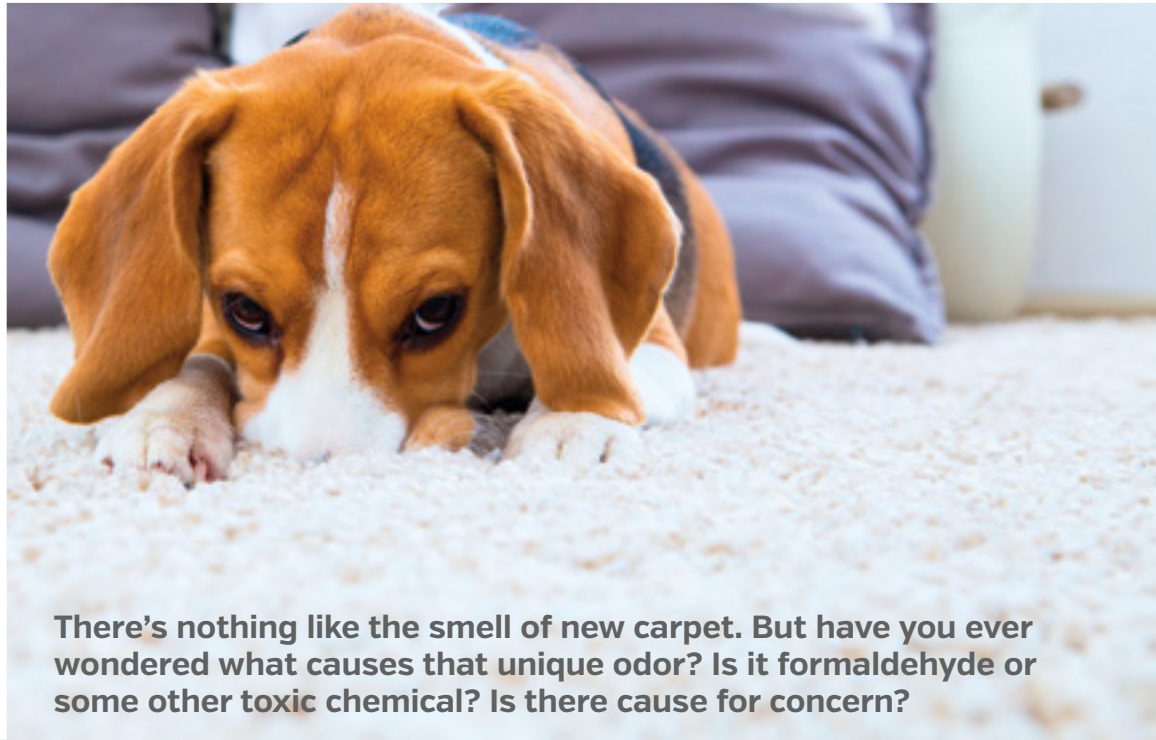 There’s nothing like the smell of new carpet. But have you ever
wondered what causes that unique odor? Is it formaldehyde or
some other toxic chemical? Is there cause for concern?